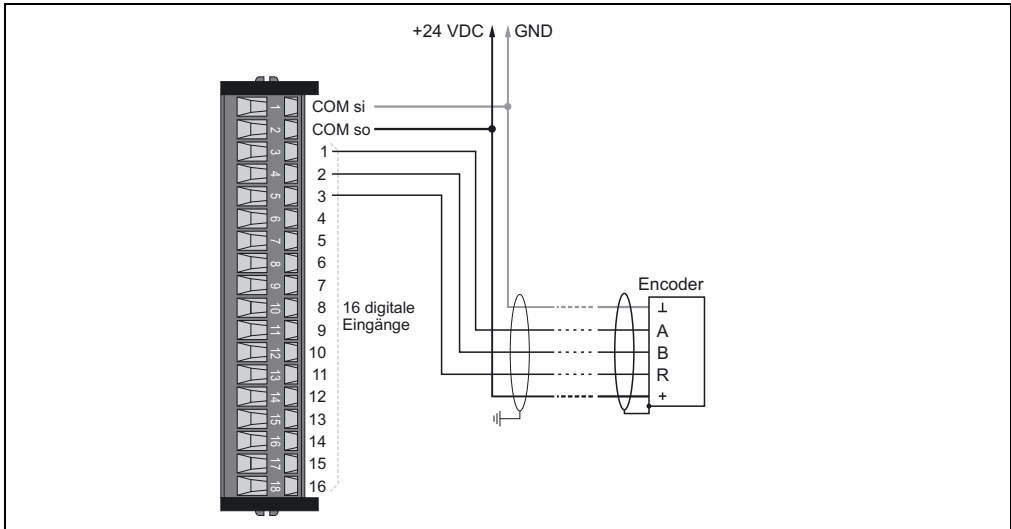 +24 VDC GND
1 COM si
2 COM so
3 1
4 2
5 3
6 4
7 5
8 6
9 7
10 8
11 9
12 10
13 11
14 12
15 13
16 14
17 15
18 16
16 digitale
Eingänge
Encoder
⊥
A
B
R
+